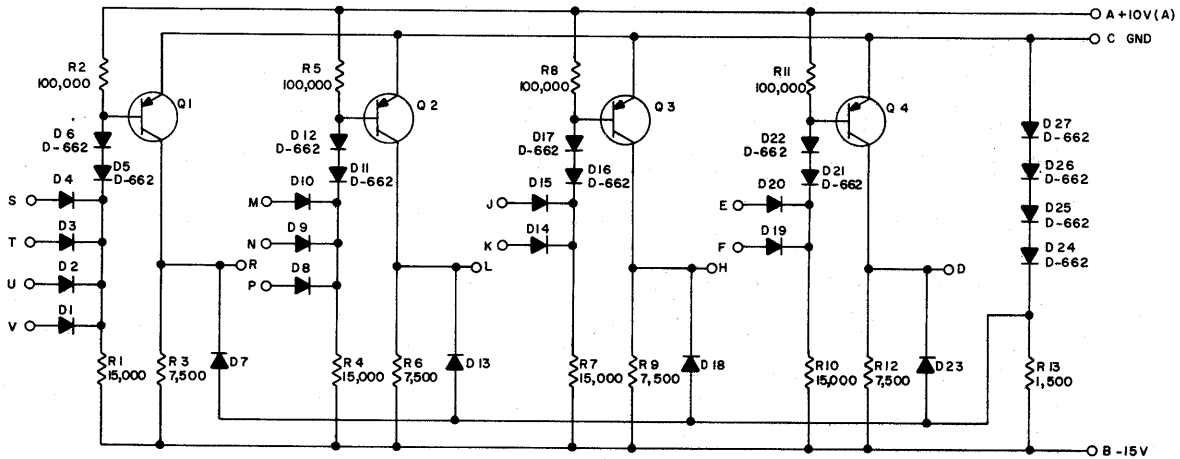 A +10V(A)
C GND
R2
100,000
R5
100,000
R8
100,000
R11
100,000
Q1
Q2
Q3
Q4
D6
D-662
D5
D-662
D12
D-662
D11
D-662
D17
D-662
D16
D-662
D22
D-662
D21
D-662
D27
D-662
D26
D-662
D25
D-662
D24
D-662
S
D4
T
D3
U
D2
V
D1
M
D10
N
D9
P
D8
J
D15
K
D14
E
D20
F
D19
R
L
H
D
R1
15,000
R3
7,500
D7
R4
15,000
R6
7,500
D13
R7
15,000
R9
7,500
D18
R10
15,000
R12
7,500
D23
R13
1,500
B -15V